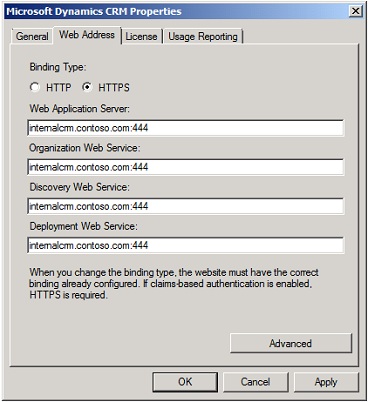 Microsoft Dynamics CRM Properties
General Web Address License Usage Reporting
Binding Type:
HTTP HTTPS
Web Application Server:
internalcrm.contoso.com:444
Organization Web Service:
internalcrm.contoso.com:444
Discovery Web Service:
internalcrm.contoso.com:444
Deployment Web Service:
internalcrm.contoso.com:444
When you change the binding type, the website must have the correct
binding already configured. If claims-based authentication is enabled,
HTTPS is required.
Advanced
OK Cancel Apply